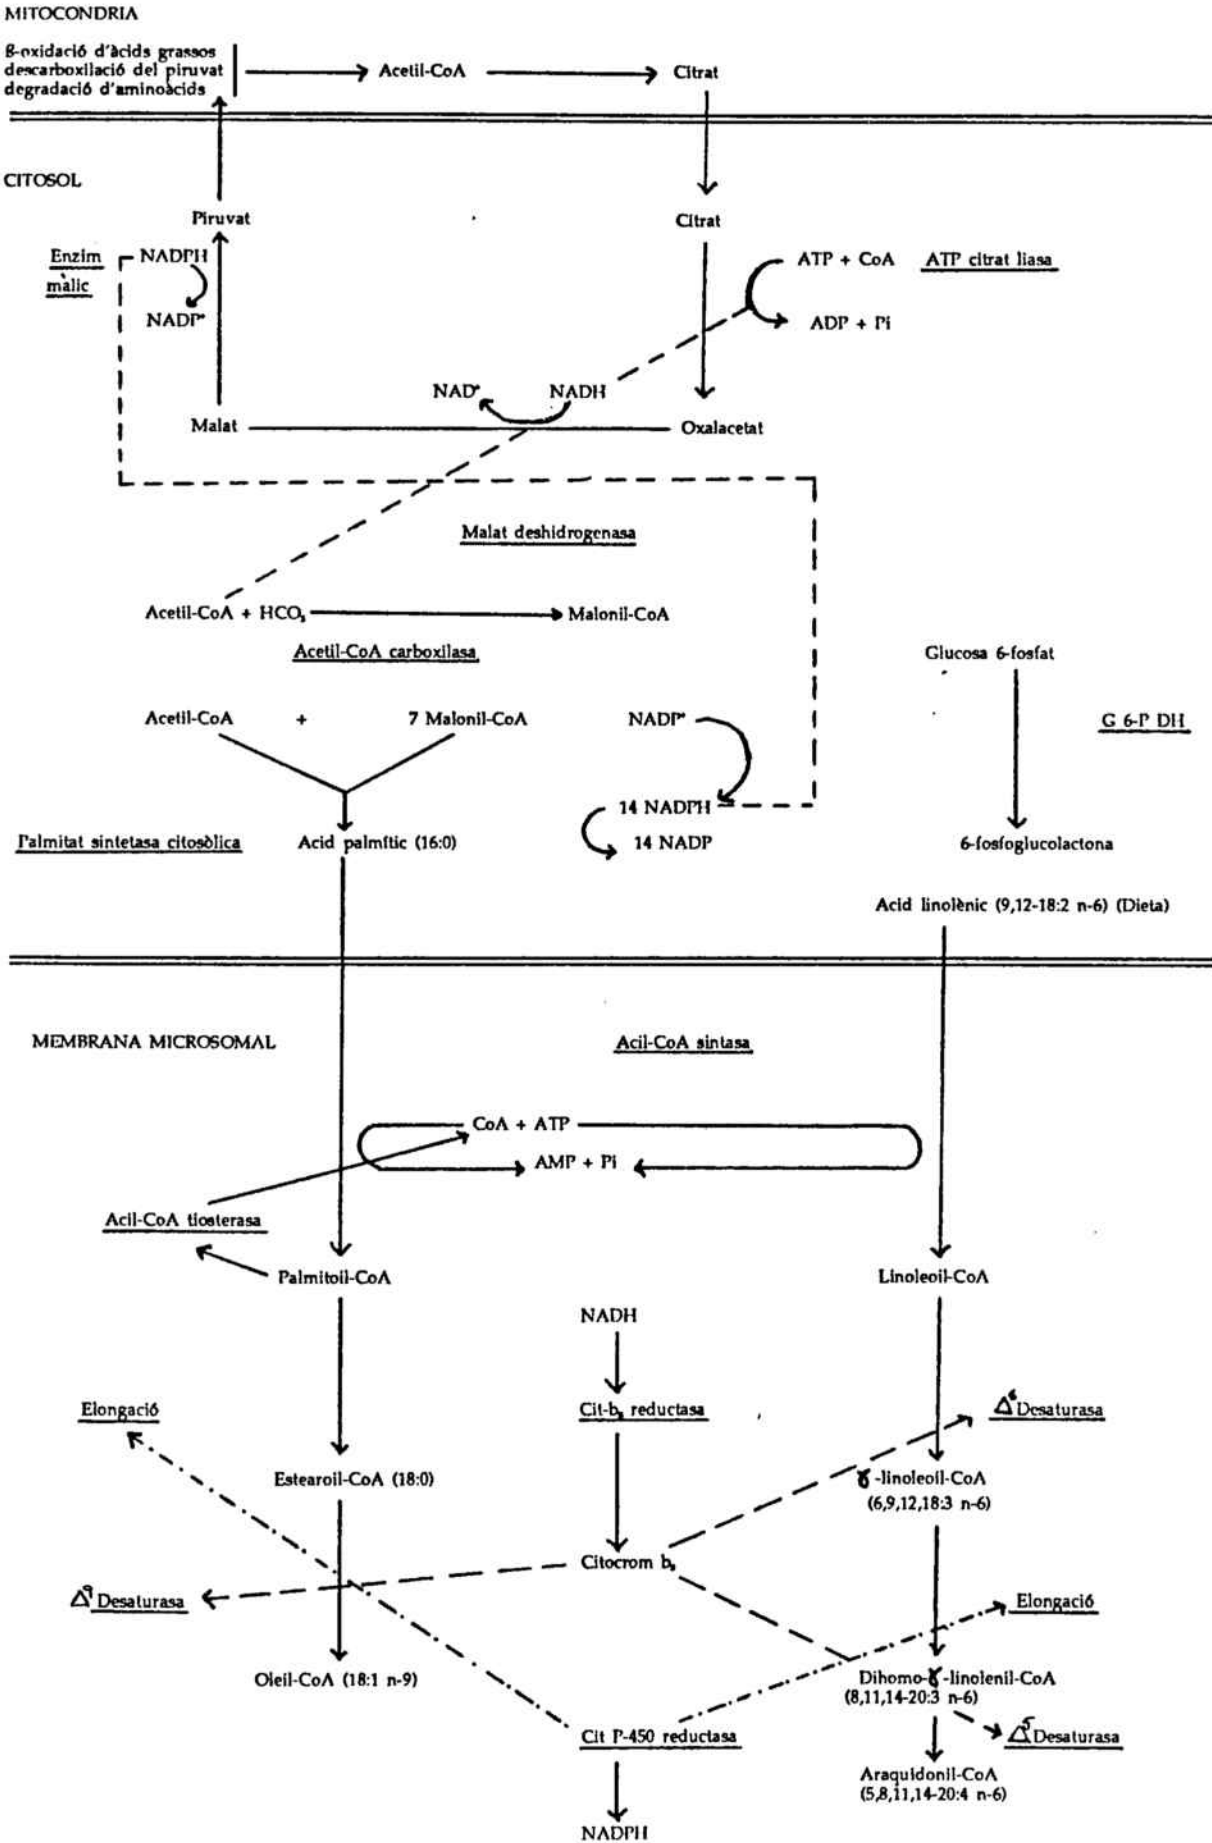 MITOCONDRIA
β-oxidació d'àcids grassos
descarboxilació del piruvat
degradació d'aminoàcids
Acetil-CoA
Citrat
CITOSOL
Piruvat
Citrat
Enzim
màlic
NADPH
NADP⁺
ATP + CoA
ATP citrat liasa
ADP + Pi
NAD⁺
NADH
Malat
Oxalacetat
Malat deshidrogenasa
Acetil-CoA + HCO₃
Malonil-CoA
Acetil-CoA carboxilasa
Glucosa 6-fosfat
Acetil-CoA + 7 Malonil-CoA
NADP⁺
G 6-P DH
14 NADPH
14 NADP
Palmitat sintetasa citosòlica
Acid palmític (16:0)
6-fosfoglucolactona
Acid linolènic (9,12-18:2 n-6) (Dieta)
MEMBRANA MICROSOMAL
Acil-CoA sintasa
CoA + ATP
AMP + Pi
Acil-CoA tiosterasa
Palmitoil-CoA
Linoleoil-CoA
NADH
Elongació
Cit-b₅ reductasa
Δ⁶ Desaturasa
Estearoil-CoA (18:0)
γ-linoleoil-CoA
(6,9,12,18:3 n-6)
Citocrom b₅
Δ⁹ Desaturasa
Elongació
Oleil-CoA (18:1 n-9)
Dihomo-γ-linolenil-CoA
(8,11,14-20:3 n-6)
Cit P-450 reductasa
Δ⁵ Desaturasa
Araquidonil-CoA
(5,8,11,14-20:4 n-6)
NADPH